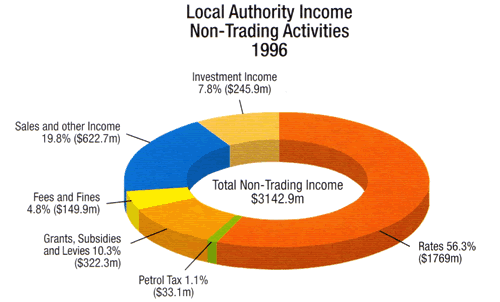 Local Authority Income
Non-Trading Activities
1996
Investment Income
7.8% ($245.9m)
Sales and other Income
19.8% ($622.7m)
Total Non-Trading Income
$3142.9m
Fees and Fines
4.8% ($149.9m)
Grants, Subsidies
and Levies 10.3%
($322.3m)
Petrol Tax 1.1%
($33.1m)
Rates 56.3%
($1769m)